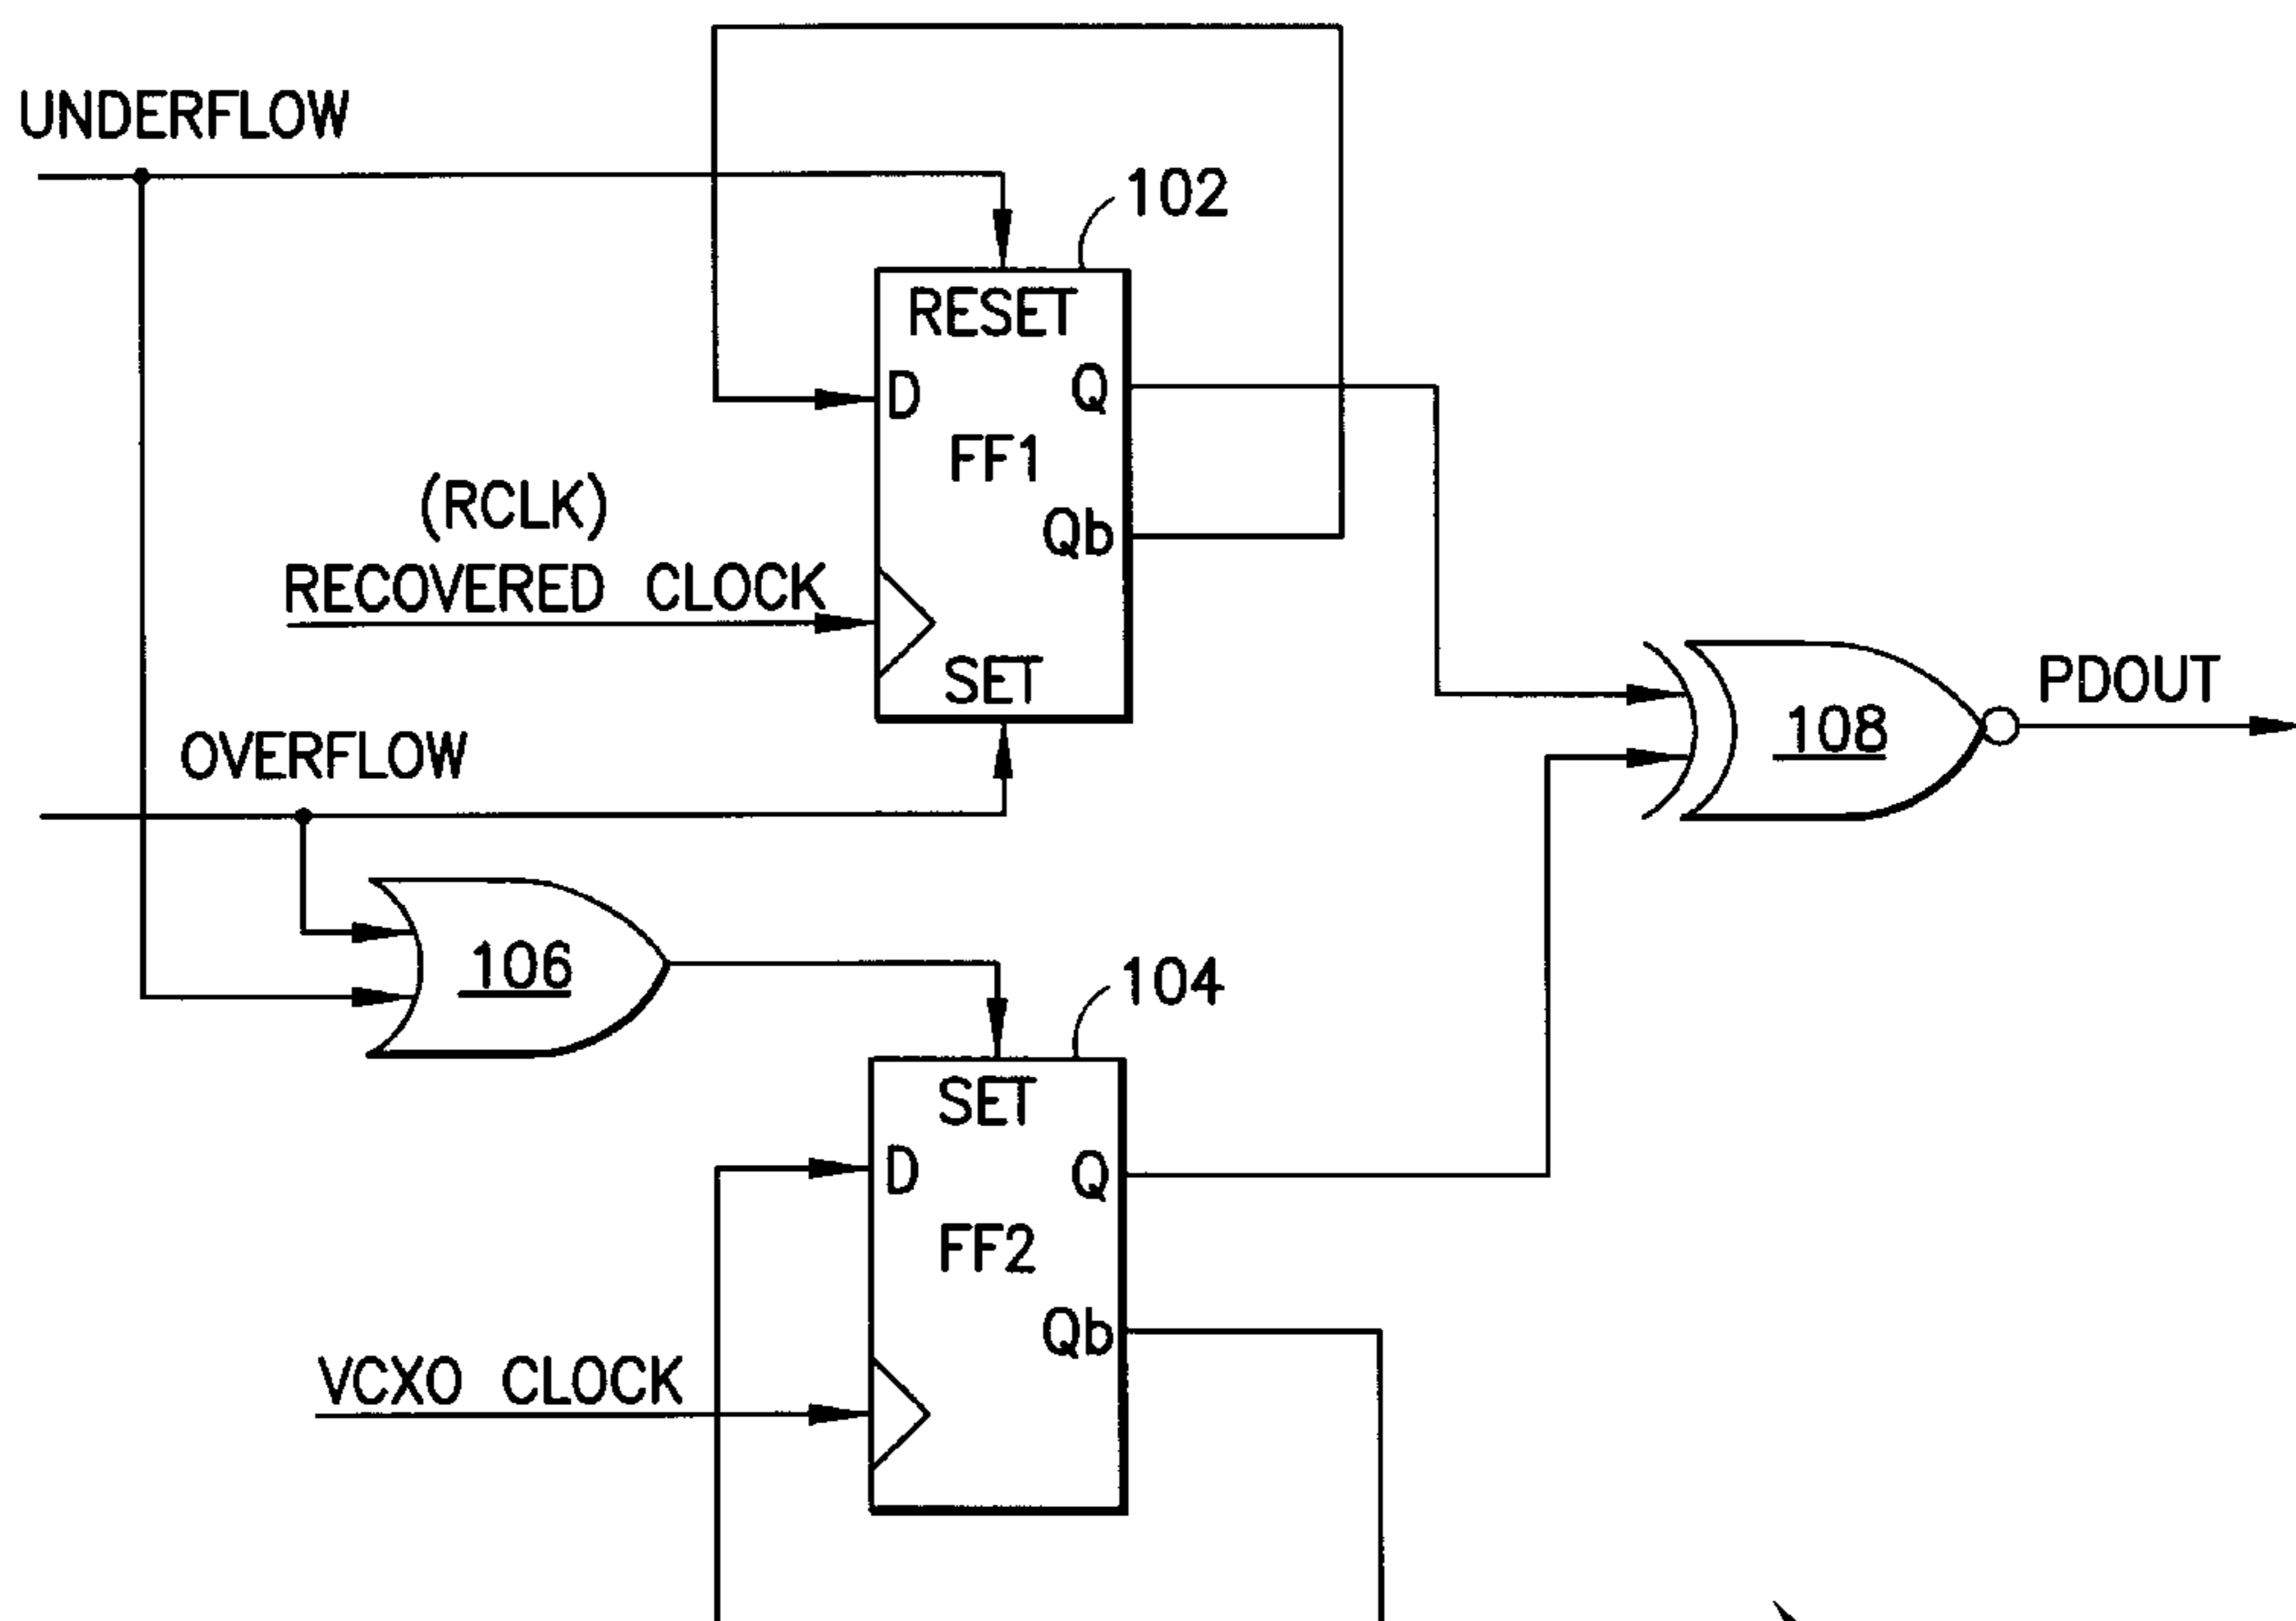 UNDERFLOW
102
RESET
D
Q
FF1
(RCLK)
Qb
RECOVERED CLOCK
SET
PDOUT
108
OVERFLOW
106
104
SET
D
Q
FF2
Qb
VCXO CLOCK